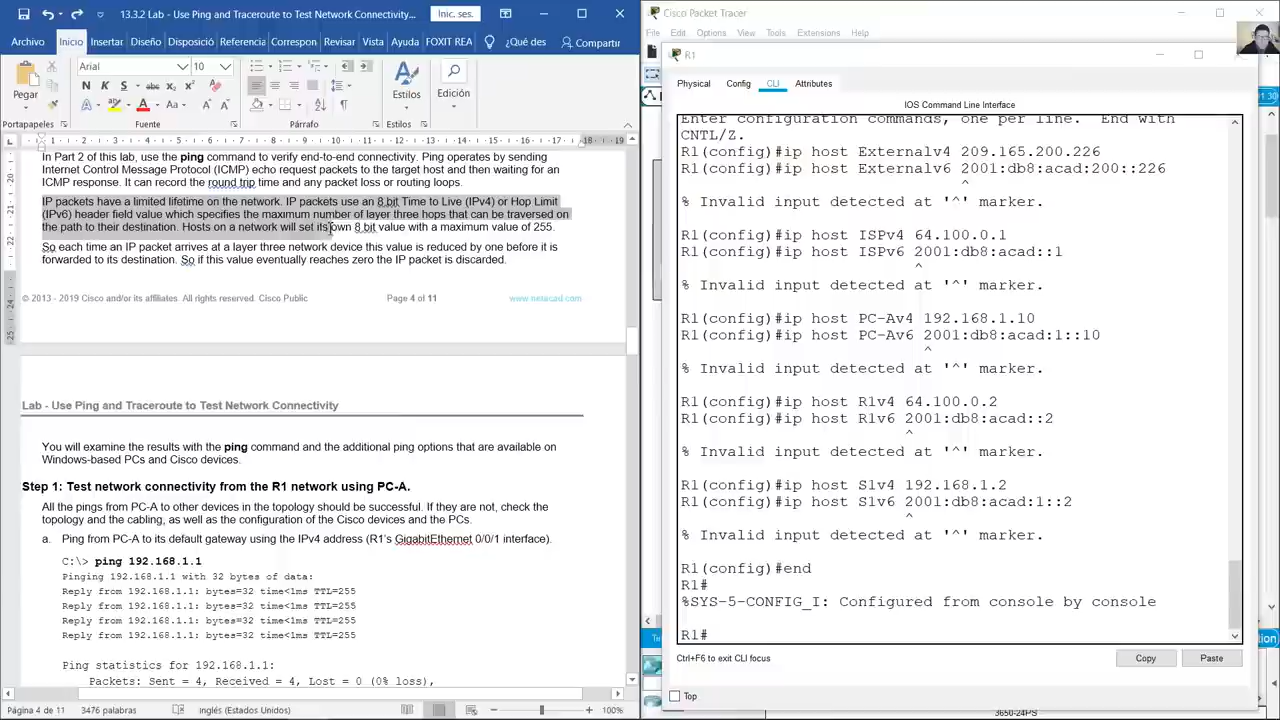 13.3.2 Lab - Use Ping and Tracero...
Inic. ses.
Archivo Inicio Disposició Referencia Correspon Revisar Vista Ayuda FOXIT REA ¿Qué des Compartir
Pegar
Arial 10
Estilos
Edición
Portapapeles Fuente Párrafo Estilos
In Part 2 of this lab, use the ping command to verify end-to-end connectivity. Ping operates by sending
Internet Control Message Protocol (ICMP) echo request packets to the target host and then waiting for an
ICMP response. It can record the round trip time and any packet loss or routing loops.
IP packets have a limited lifetime on the network. IP packets use an 8.bit Time to Live (IPv4) or Hop Limit
(IPv6) header field value which specifies the maximum number of layer three hops that can be traversed on
the path to their destination. Hosts on a network will set its own 8 bit value with a maximum value of 255.
So each time an IP packet arrives at a layer three network device this value is reduced by one before it is
forwarded to its destination. So if this value eventually reaches zero the IP packet is discarded.
© 2013 - 2019 Cisco and/or its affiliates. All rights reserved. Cisco Public Page 4 of 11 www.netacad.com
Lab - Use Ping and Traceroute to Test Network Connectivity
You will examine the results with the ping command and the additional ping options that are available on
Windows-based PCs and Cisco devices.
Step 1: Test network connectivity from the R1 network using PC-A.
All the pings from PC-A to other devices in the topology should be successful. If they are not, check the
topology and the cabling, as well as the configuration of the Cisco devices and the PCs.
a. Ping from PC-A to its default gateway using the IPv4 address (R1's GigabitEthernet 0/0/1 interface).
C:\> ping 192.168.1.1
Pinging 192.168.1.1 with 32 bytes of data:
Reply from 192.168.1.1: bytes=32 time<1ms TTL=255
Reply from 192.168.1.1: bytes=32 time<1ms TTL=255
Reply from 192.168.1.1: bytes=32 time<1ms TTL=255
Reply from 192.168.1.1: bytes=32 time<1ms TTL=255
Ping statistics for 192.168.1.1:
Packets: Sent = 4, Received = 4, Lost = 0 (0% loss),
Página 4 de 11 3476 palabras Inglés (Estados Unidos) 100%
Cisco Packet Tracer
File Edit Options View Tools Extensions Help
R1
Physical Config CLI Attributes
IOS Command Line Interface
Enter configuration commands, one per line. End with
CNTL/Z.
R1(config)#ip host Externalv4 209.165.200.226
R1(config)#ip host Externalv6 2001:db8:acad:200::226
^
% Invalid input detected at '^' marker.
R1(config)#ip host ISPv4 64.100.0.1
R1(config)#ip host ISPv6 2001:db8:acad::1
^
% Invalid input detected at '^' marker.
R1(config)#ip host PC-Av4 192.168.1.10
R1(config)#ip host PC-Av6 2001:db8:acad:1::10
^
% Invalid input detected at '^' marker.
R1(config)#ip host R1v4 64.100.0.2
R1(config)#ip host R1v6 2001:db8:acad::2
^
% Invalid input detected at '^' marker.
R1(config)#ip host S1v4 192.168.1.2
R1(config)#ip host S1v6 2001:db8:acad:1::2
^
% Invalid input detected at '^' marker.
R1(config)#end
R1#
%SYS-5-CONFIG_I: Configured from console by console
R1#
Ctrl+F6 to exit CLI focus
Copy Paste
Top
3650-24PS